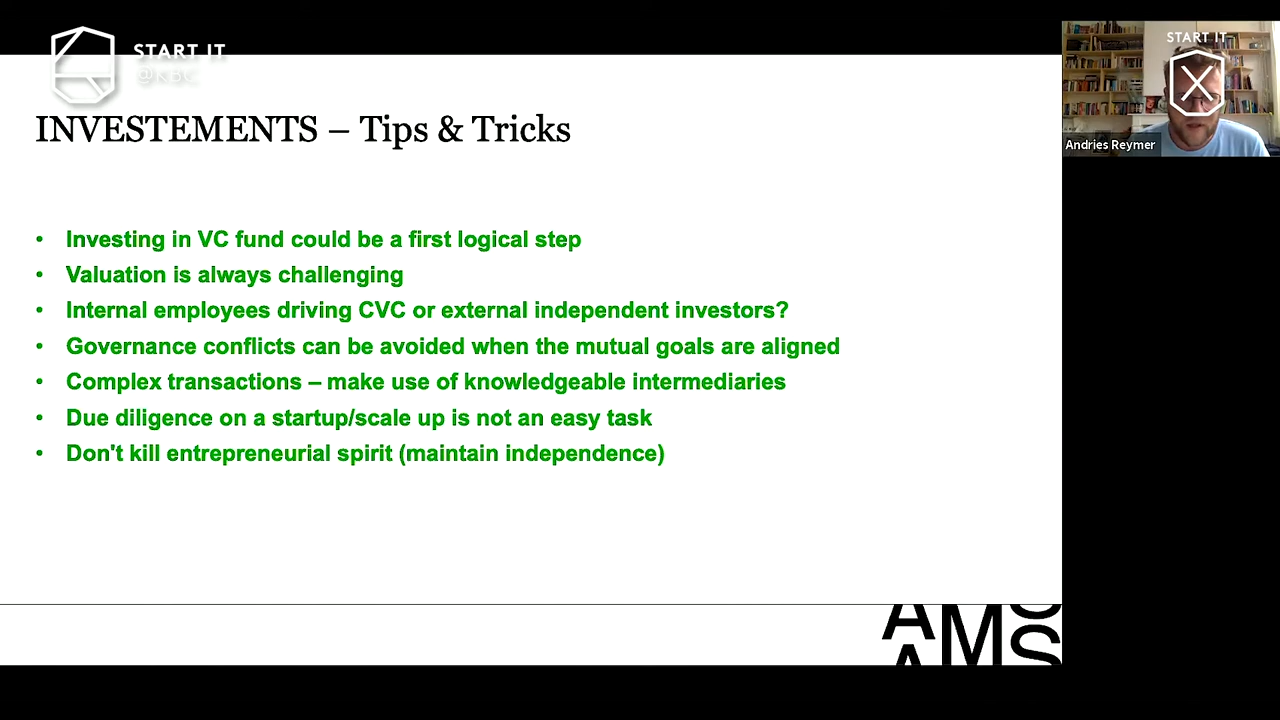 START IT
@KBC
START IT
X
Andries Reymer
INVESTEMENTS – Tips & Tricks
• Investing in VC fund could be a first logical step
• Valuation is always challenging
• Internal employees driving CVC or external independent investors?
• Governance conflicts can be avoided when the mutual goals are aligned
• Complex transactions – make use of knowledgeable intermediaries
• Due diligence on a startup/scale up is not an easy task
• Don't kill entrepreneurial spirit (maintain independence)
AMS